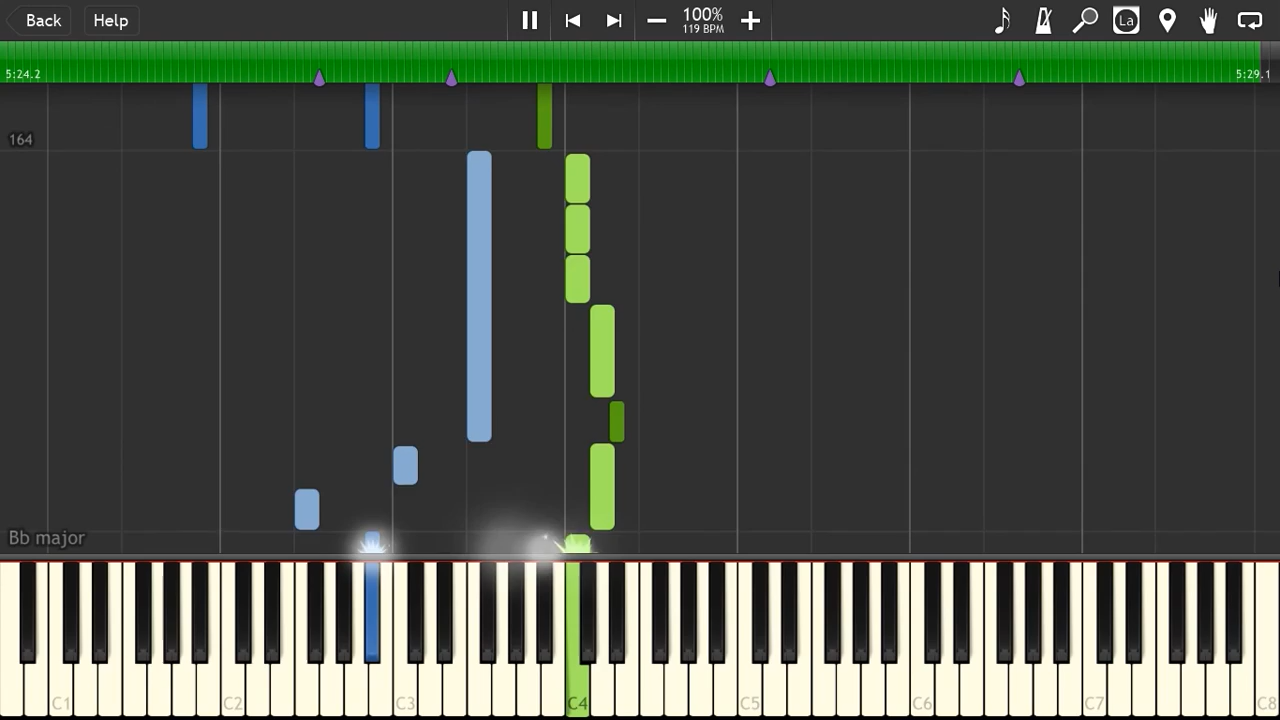 Back
Help
100%
119 BPM
La
5:24.2
5:29.1
164
Bb major
C1
C2
C3
C4
C5
C6
C7
C8